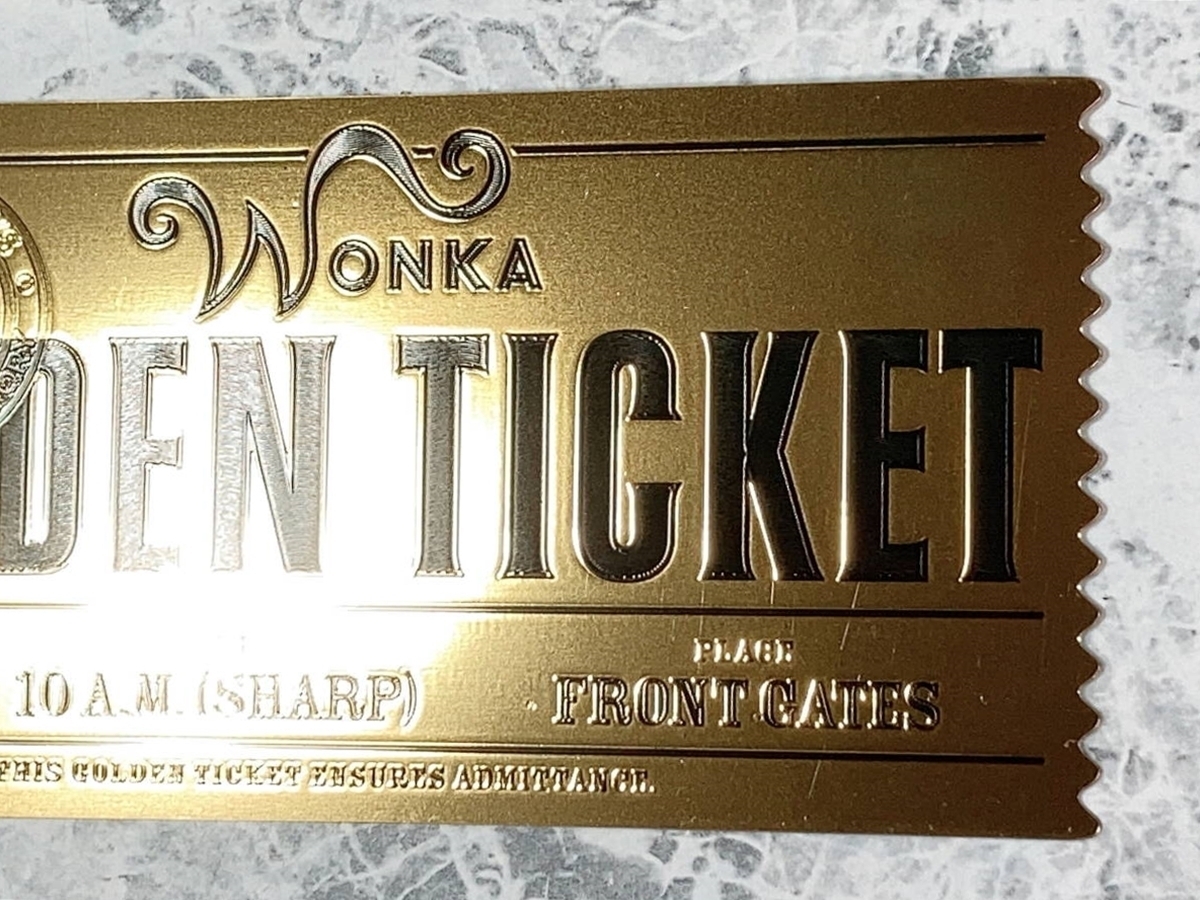 WONKA
DEN TICKET
PLACE
10 A.M. (SHARP) FRONT GATES
THIS GOLDEN TICKET ENSURES ADMITTANCE.